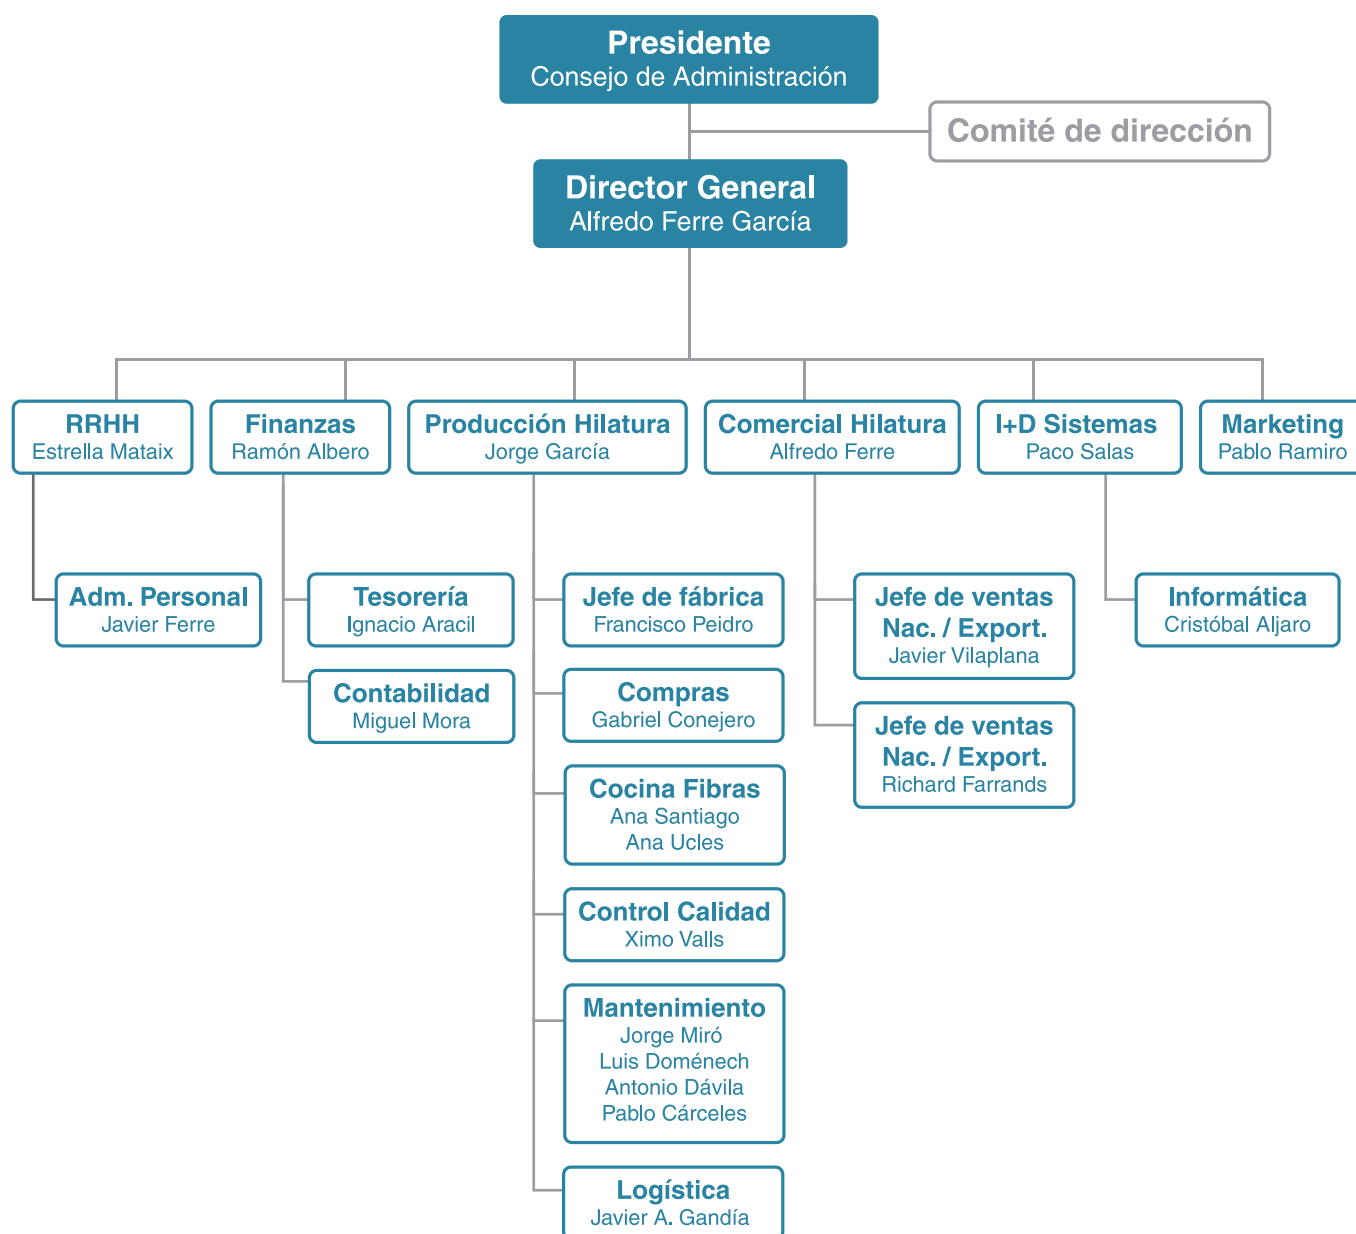 Presidente
Consejo de Administración
Comité de dirección
Director General
Alfredo Ferre García
RRHH
Estrella Mataix
Finanzas
Ramón Albero
Producción Hilatura
Jorge García
Comercial Hilatura
Alfredo Ferre
I+D Sistemas
Paco Salas
Marketing
Pablo Ramiro
Adm. Personal
Javier Ferre
Tesorería
Ignacio Aracil
Contabilidad
Miguel Mora
Jefe de fábrica
Francisco Peidro
Compras
Gabriel Conejero
Cocina Fibras
Ana Santiago
Ana Ucles
Control Calidad
Ximo Valls
Mantenimiento
Jorge Miró
Luis Doménech
Antonio Dávila
Pablo Cárceles
Logística
Javier A. Gandía
Jefe de ventas
Nac. / Export.
Javier Vilaplana
Jefe de ventas
Nac. / Export.
Richard Farrands
Informática
Cristóbal Aljaro